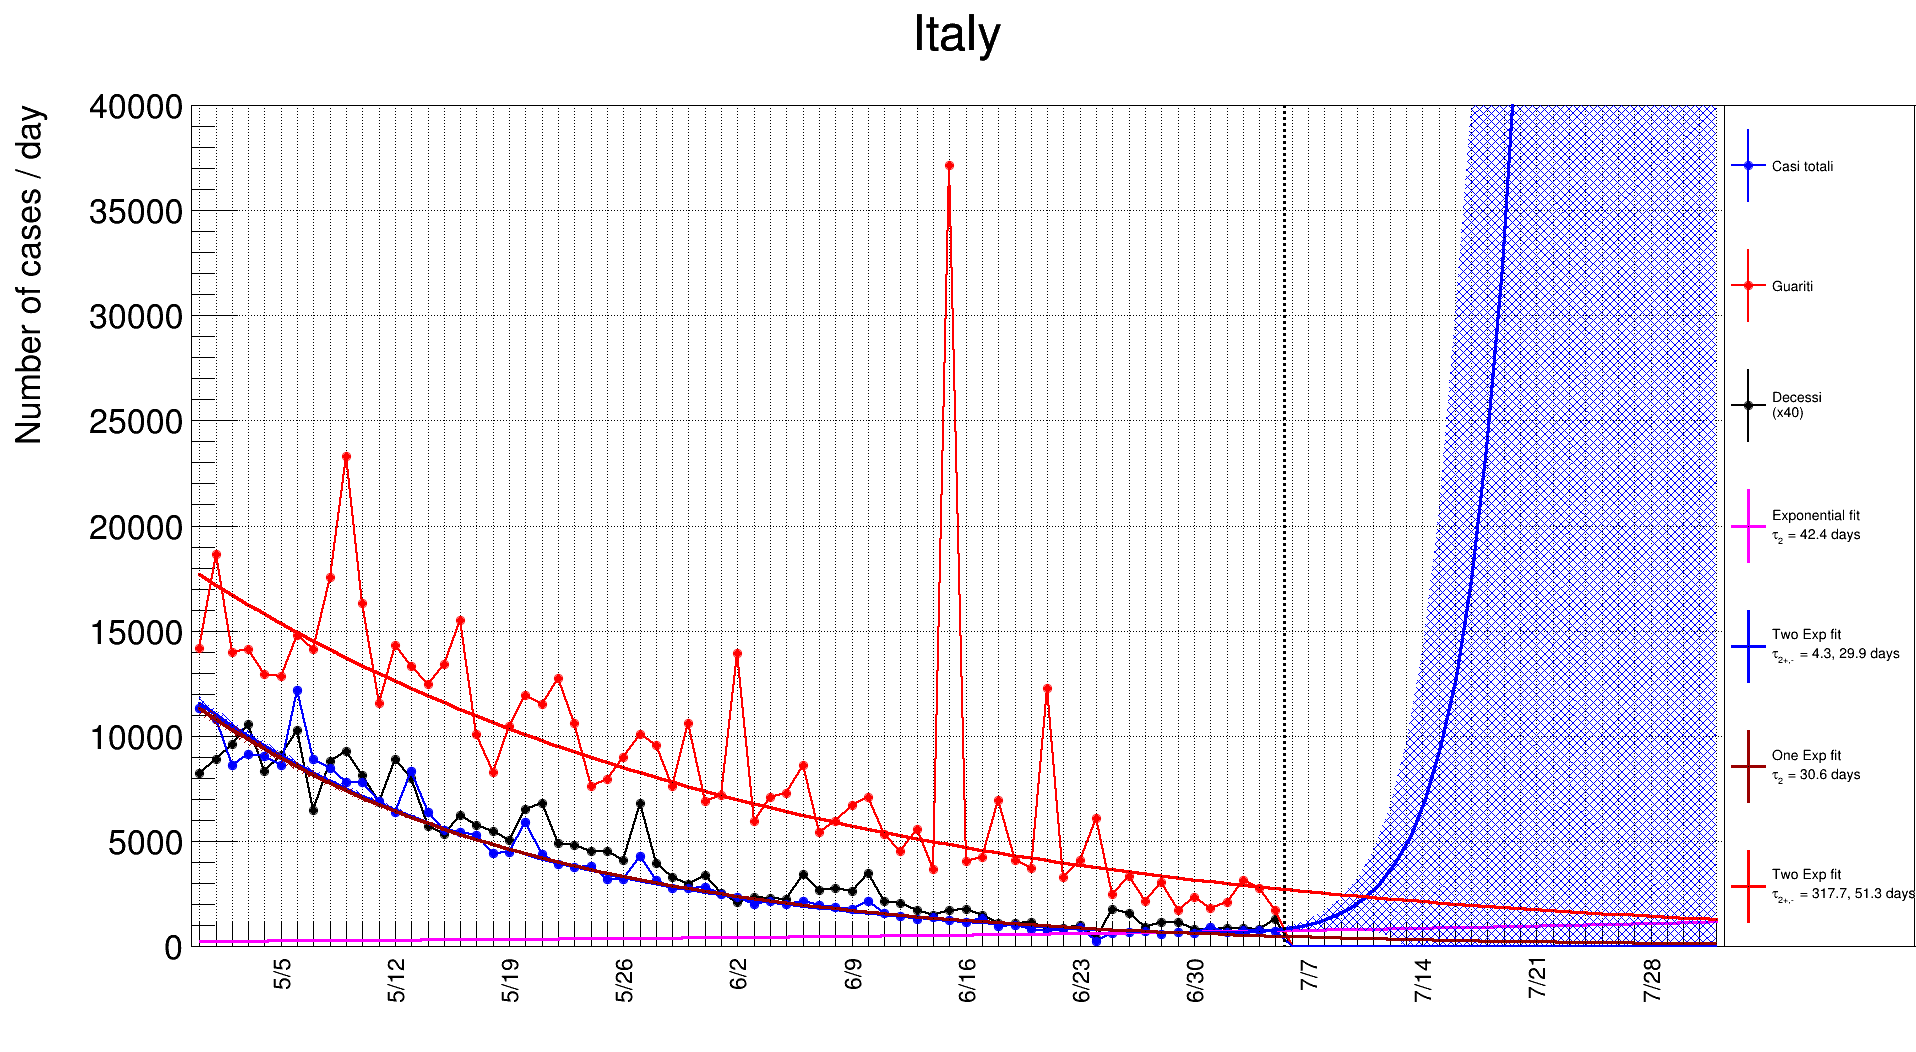 Italy
Number of cases / day
40000
35000
30000
25000
20000
15000
10000
5000
0
5/5
5/12
5/19
5/26
6/2
6/9
6/16
6/23
6/30
7/7
7/14
7/21
7/28
Casi totali
Guariti
Decessi
(x40)
Exponential fit
τ2 = 42.4 days
Two Exp fit
τ2+,- = 4.3, 29.9 days
One Exp fit
τ2 = 30.6 days
Two Exp fit
τ2+,- = 317.7, 51.3 days